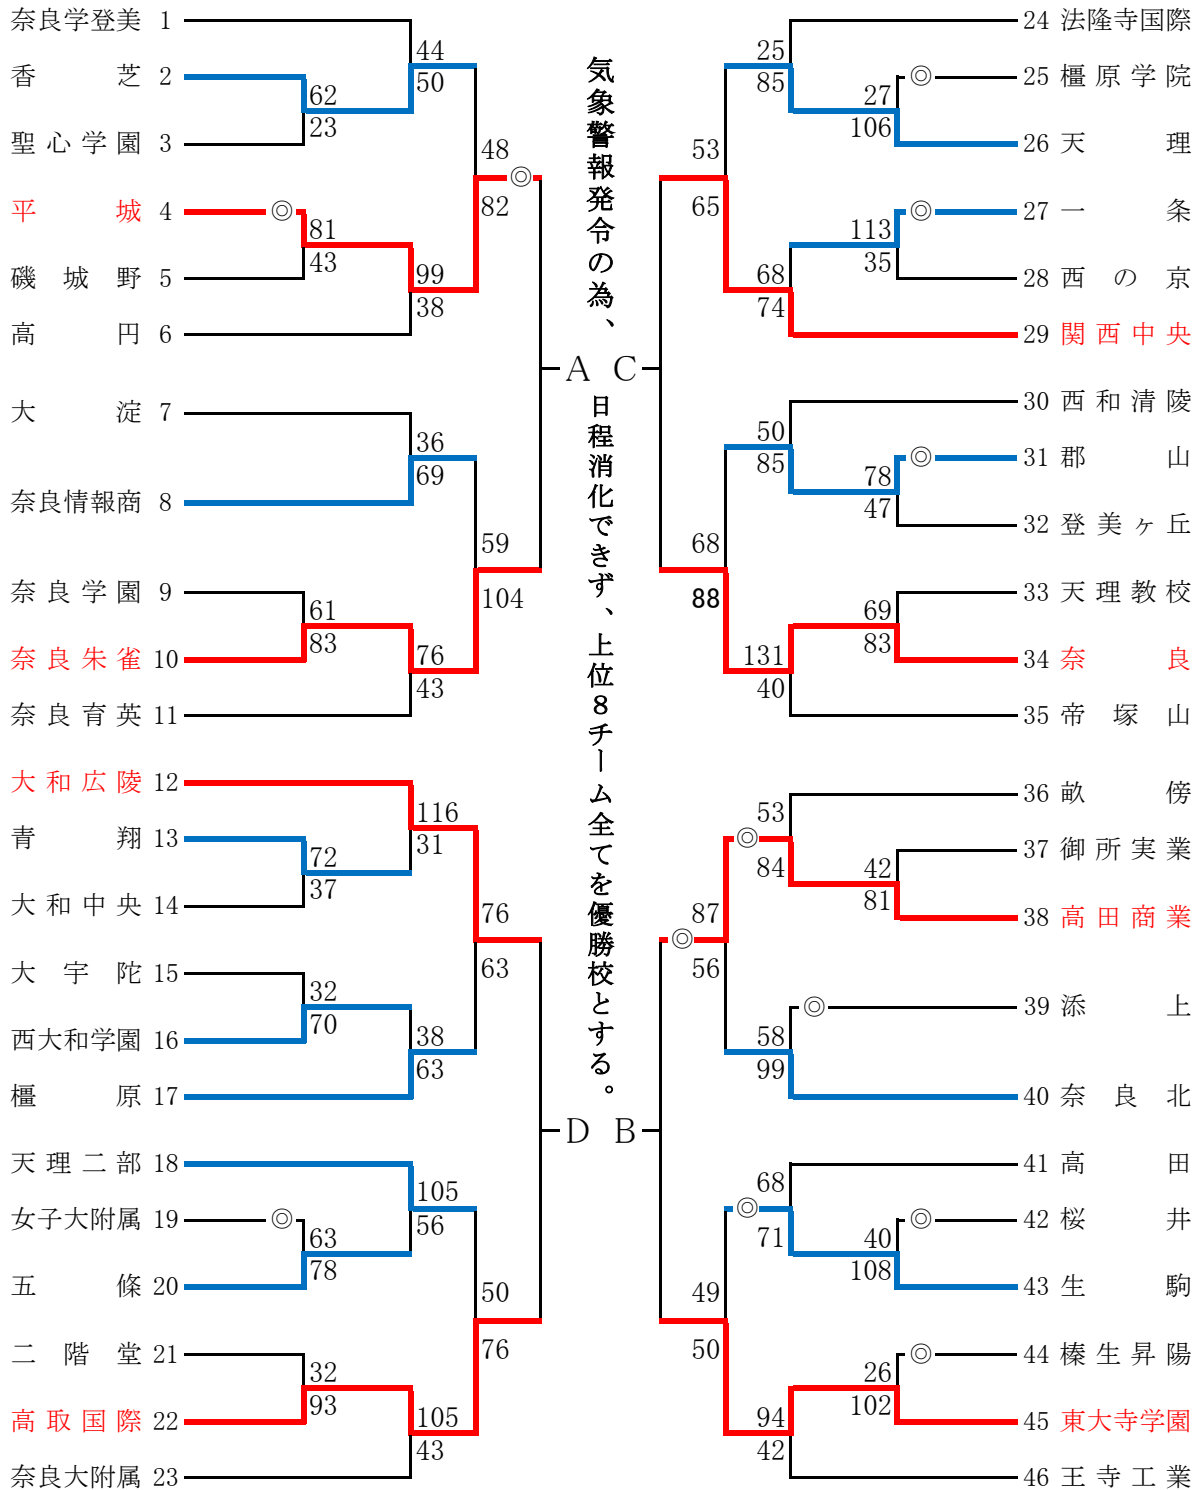 奈良学登美 1
44
50
香芝 2
62
23
聖心学園 3
48
82
◎
平城 4
◎
81
43
磯城野 5
99
38
高円 6
大淀 7
36
69
奈良情報商 8
59
104
奈良学園 9
61
83
奈良朱雀 10
76
43
奈良育英 11
大和広陵 12
116
31
青翔 13
72
37
大和中央 14
76
63
大宇陀 15
32
70
西大和学園 16
38
63
橿原 17
天理二部 18
105
56
女子大附属 19
◎
63
78
五條 20
50
76
二階堂 21
32
93
高取国際 22
105
43
奈良大附属 23
気象警報発令の為、
日程消化できず、上位8チーム全てを優勝校とする。
A C
D B
24 法隆寺国際
25
85
25 橿原学院
◎
27
106
26 天理
53
65
27 一条
◎
113
35
28 西の京
68
74
29 関西中央
30 西和清陵
50
85
31 郡山
◎
78
47
32 登美ヶ丘
68
88
33 天理教校
69
83
34 奈良
131
40
35 帝塚山
36 畝傍
53
◎
84
37 御所実業
42
81
38 高田商業
87
◎
56
39 添上
◎
58
99
40 奈良北
41 高田
68
◎
71
42 桜井
◎
40
108
43 生駒
49
50
44 榛生昇陽
◎
26
102
45 東大寺学園
94
42
46 王寺工業